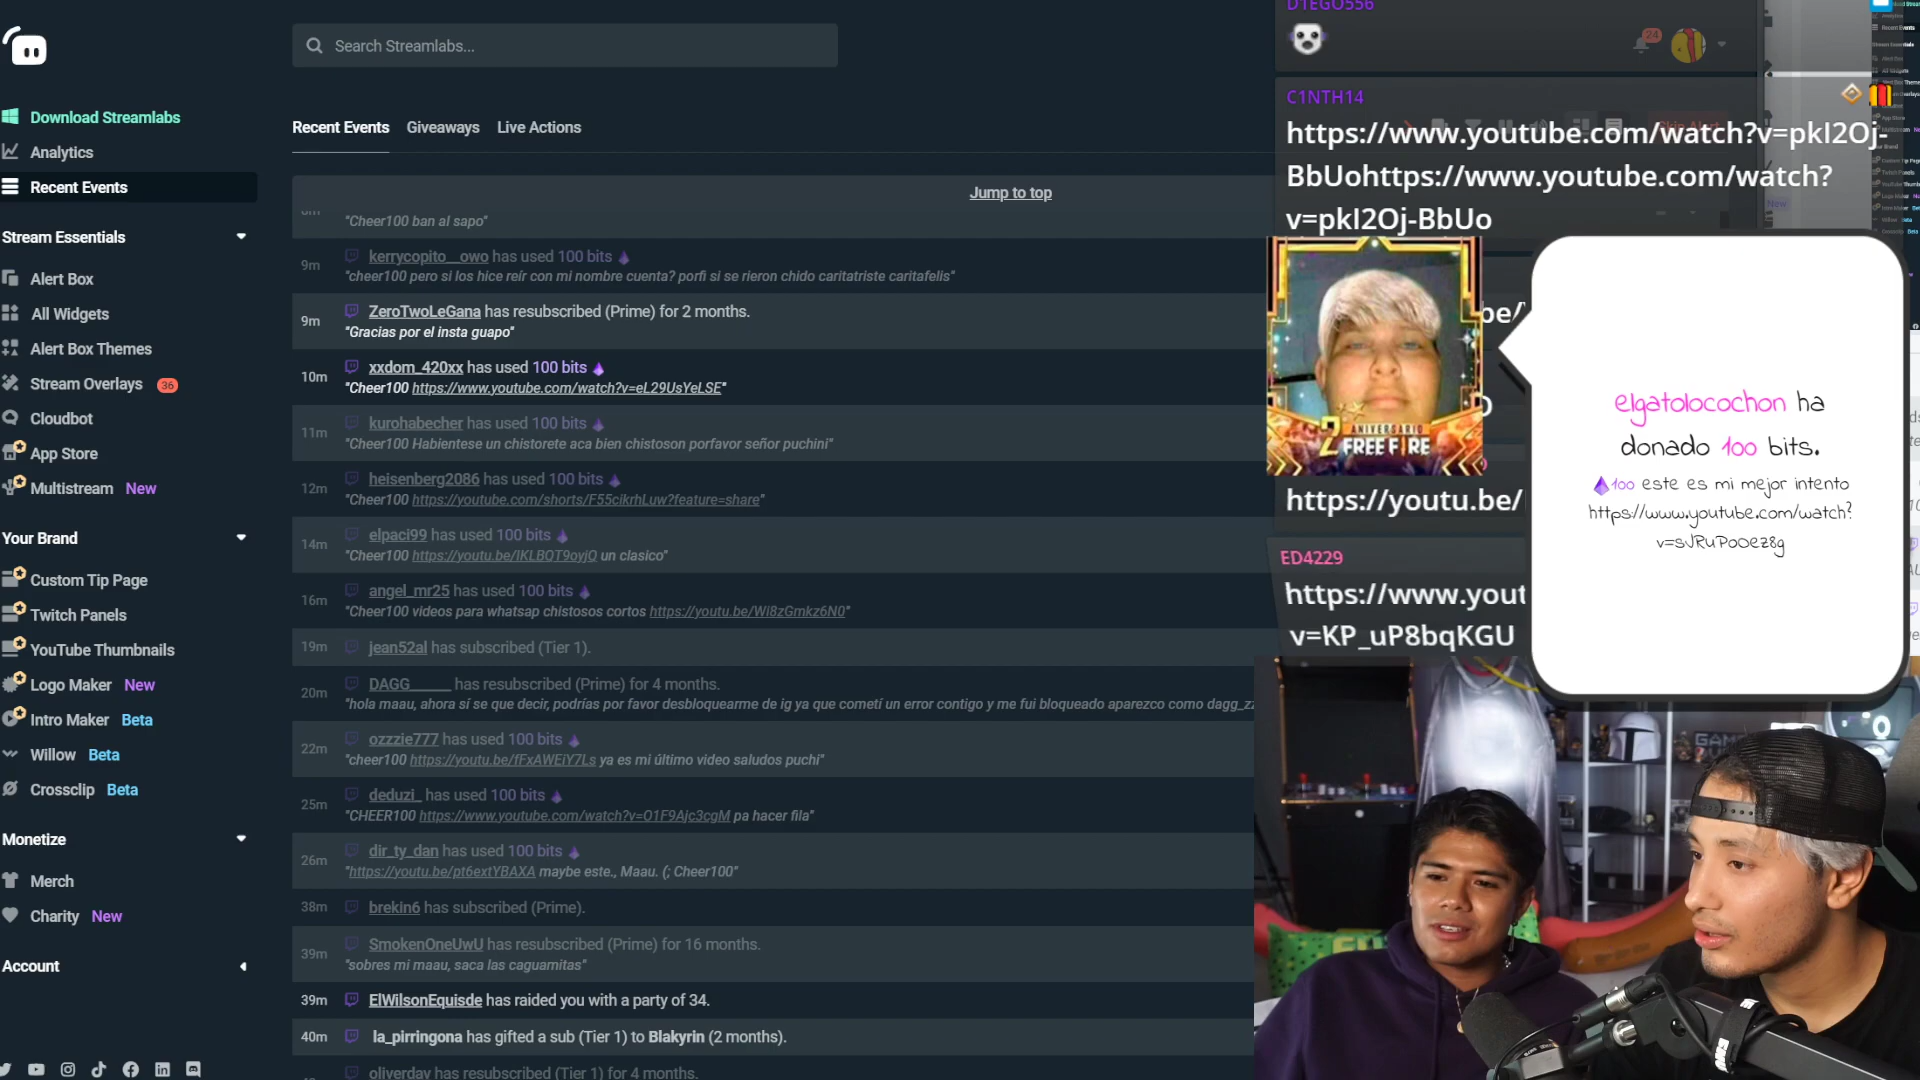 Search Streamlabs...
Download Streamlabs
Analytics
Recent Events
Stream Essentials
Alert Box
All Widgets
Alert Box Themes
Stream Overlays 36
Cloudbot
App Store
Multistream New
Your Brand
Custom Tip Page
Twitch Panels
YouTube Thumbnails
Logo Maker New
Intro Maker Beta
Willow Beta
Crossclip Beta
Monetize
Merch
Charity New
Account
Recent Events Giveaways Live Actions
Jump to top
"Cheer100 ban al sapo"
9m kerrycopito__owo has used 100 bits
"cheer100 pero si los hice reír con mi nombre cuenta? porfi si se rieron chido caritatriste caritafelis"
9m ZeroTwoLeGana has resubscribed (Prime) for 2 months.
"Gracias por el insta guapo"
10m xxdom_420xx has used 100 bits
"Cheer100 https://www.youtube.com/watch?v=eL29UsYeLSE"
11m kurohabecher has used 100 bits
"Cheer100 Habientese un chistorete aca bien chistoson porfavor señor puchini"
12m heisenberg2086 has used 100 bits
"Cheer100 https://youtube.com/shorts/F55cikrhLuw?feature=share"
14m elpaci99 has used 100 bits
"Cheer100 https://youtu.be/IKLBOT9oyjQ un clasico"
16m angel_mr25 has used 100 bits
"Cheer100 videos para whatsap chistosos cortos https://youtu.be/Wi8zGmkz6N0"
19m jean52al has subscribed (Tier 1).
20m DAGG______ has resubscribed (Prime) for 4 months.
"hola maau, ahora si se que decir, podrias por favor desbloquearme de ig ya que cometí un error contigo y me fui bloqueado aparezco como dagg_zz
22m ozzzie777 has used 100 bits
"cheer100 https://youtu.be/fFxAWEiY7Ls ya es mi último video saludos puchi"
25m deduzi_ has used 100 bits
"CHEER100 https://www.youtube.com/watch?v=O1F9Ajc3cgM pa hacer fila"
26m dir_ty_dan has used 100 bits
"https://youtu.be/pt6extYBAXA maybe este., Maau. (; Cheer100"
38m brekin6 has subscribed (Prime).
39m SmokenOneUwU has resubscribed (Prime) for 16 months.
"sobres mi maau, saca las caguamitas"
39m ElWilsonEquisde has raided you with a party of 34.
40m la_pirringona has gifted a sub (Tier 1) to Blakyrin (2 months).
oliverday has resubscribed (Tier 1) for 4 months.
D1EGO556
24
C1NTH14
https://www.youtube.com/watch?v=pkI2Oj-
BbUohttps://www.youtube.com/watch?
v=pkI2Oj-BbUo
New
be/
2 ANIVERSARIO
FREE FIRE
https://youtu.be/
ED4229
https://www.yout
v=KP_uP8bqKGU
elgatolocochon ha
donado 100 bits.
100 este es mi mejor intento
https://www.youtube.com/watch?
v=sJRuPoOez8g